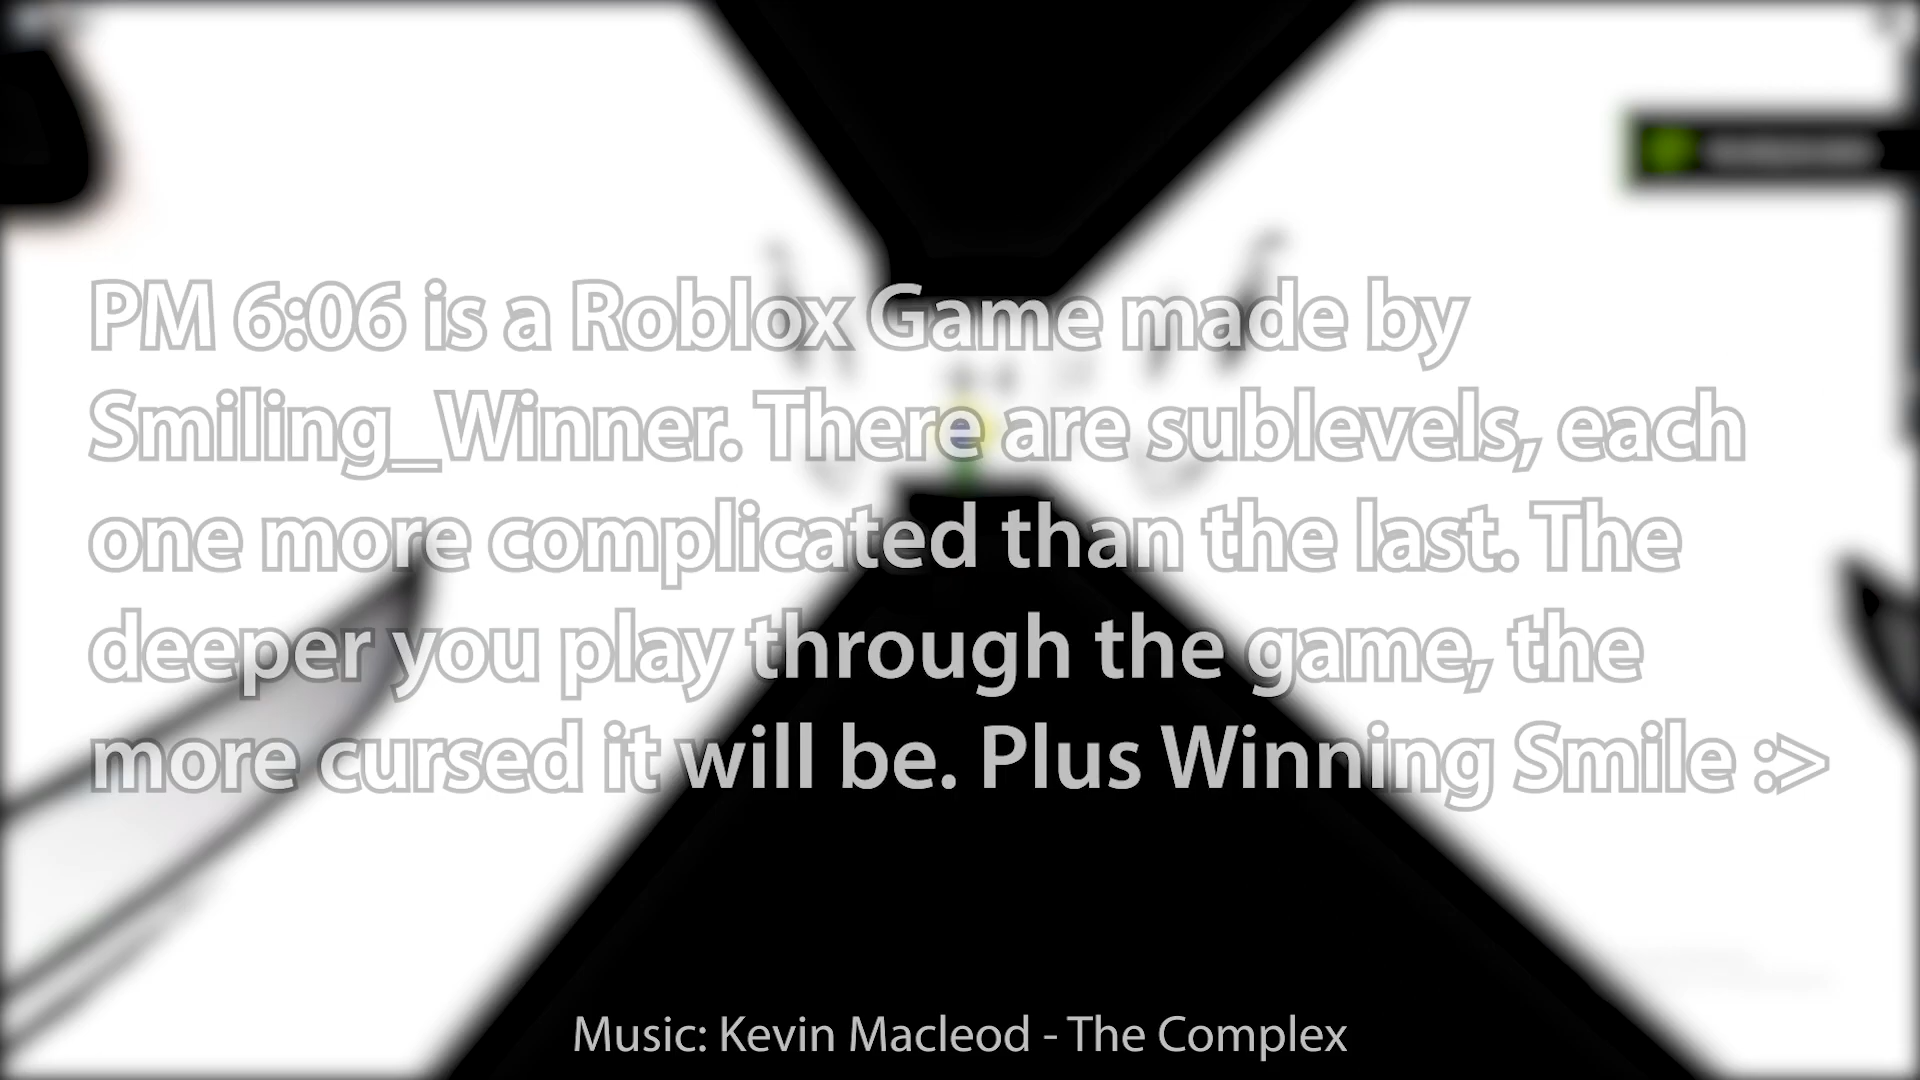 PM 6:06 is a Roblox Game made by
Smiling_Winner. There are sublevels, each
one more complicated than the last. The
deeper you play through the game, the
more cursed it will be. Plus Winning Smile :>
Music: Kevin Macleod - The Complex